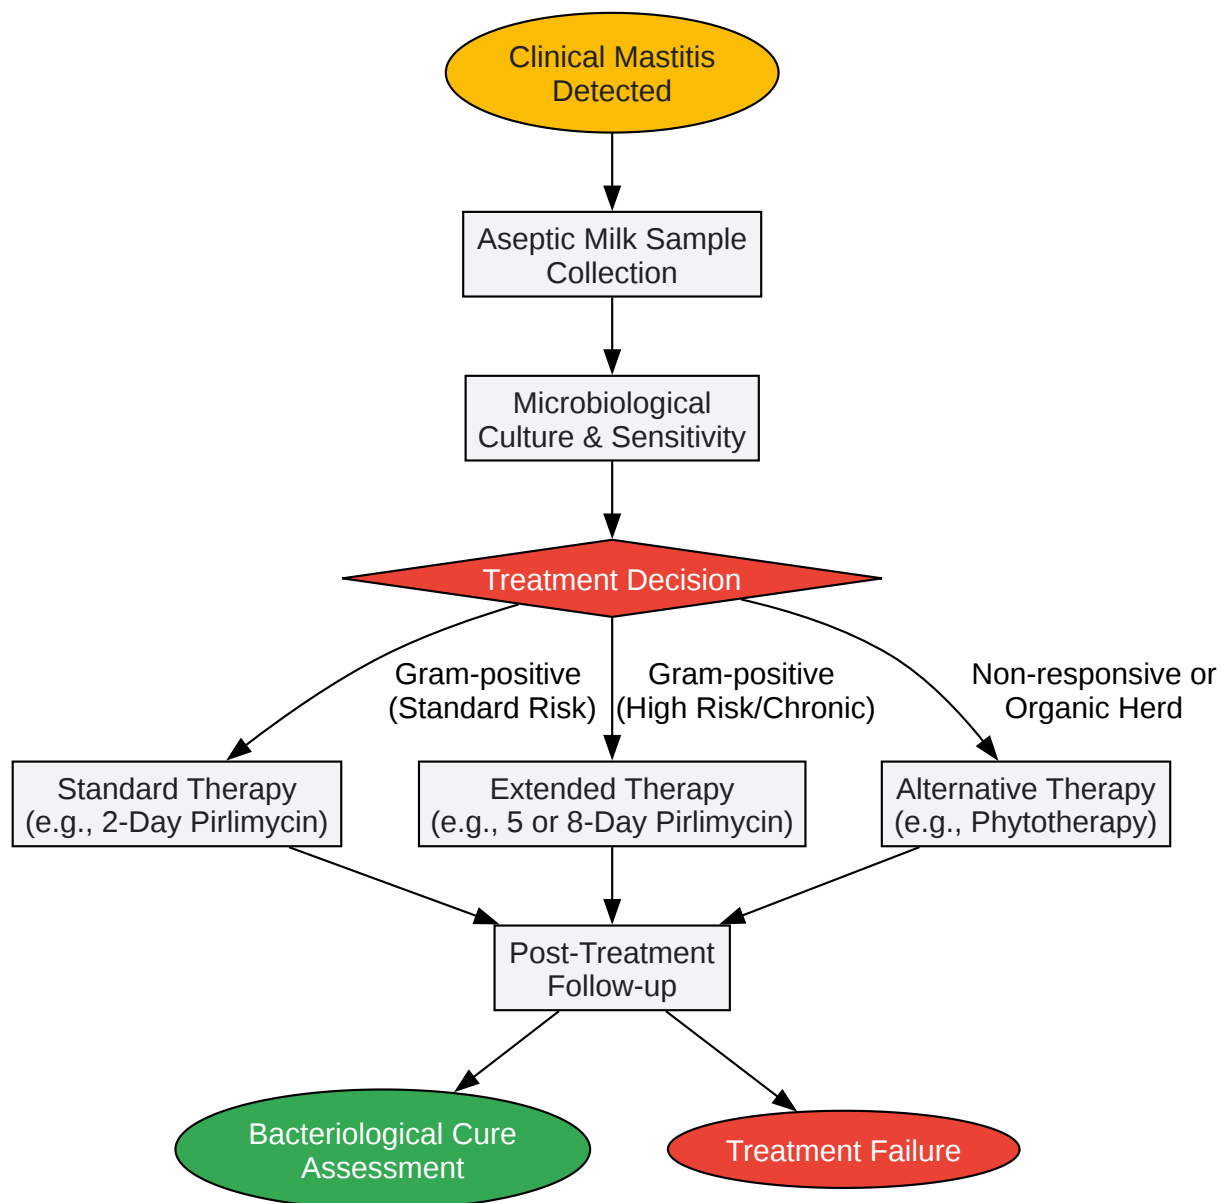 Clinical Mastitis
Detected
Aseptic Milk Sample
Collection
Microbiological
Culture & Sensitivity
Treatment Decision
Gram-positive
(Standard Risk)
Gram-positive
(High Risk/Chronic)
Non-responsive or
Organic Herd
Standard Therapy
(e.g., 2-Day Pirlimycin)
Extended Therapy
(e.g., 5 or 8-Day Pirlimycin)
Alternative Therapy
(e.g., Phytotherapy)
Post-Treatment
Follow-up
Bacteriological Cure
Assessment
Treatment Failure